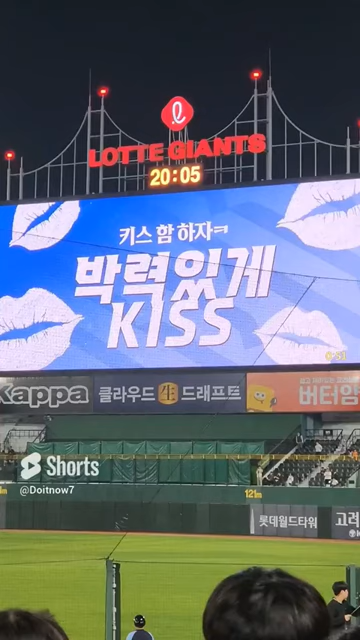 LOTTE GIANTS
20:05
키스 함 하자ㅋ
박력있게
KISS
Kappa
클라우드 生 드래프트
버터
Shorts
@Doitnow7
121m
롯데월드타워
고려